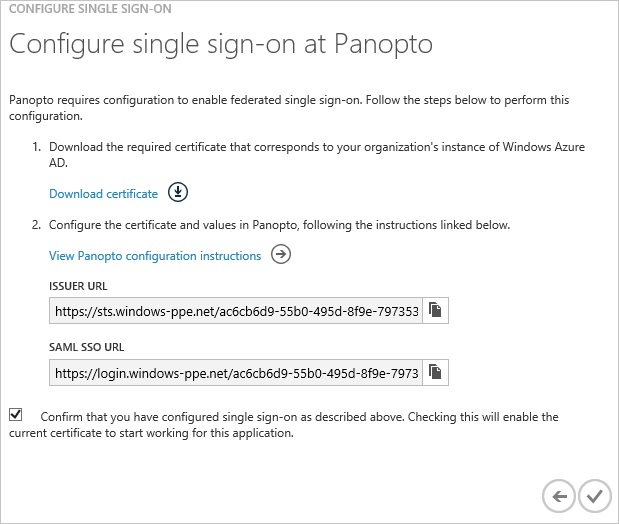 CONFIGURE SINGLE SIGN-ON
Configure single sign-on at Panopto
Panopto requires configuration to enable federated single sign-on. Follow the steps below to perform this
configuration.
1. Download the required certificate that corresponds to your organization's instance of Windows Azure
AD.
Download certificate
2. Configure the certificate and values in Panopto, following the instructions linked below.
View Panopto configuration instructions
ISSUER URL
https://sts.windows-ppe.net/ac6cb6d9-55b0-495d-8f9e-797353
SAML SSO URL
https://login.windows-ppe.net/ac6cb6d9-55b0-495d-8f9e-7973
Confirm that you have configured single sign-on as described above. Checking this will enable the
current certificate to start working for this application.